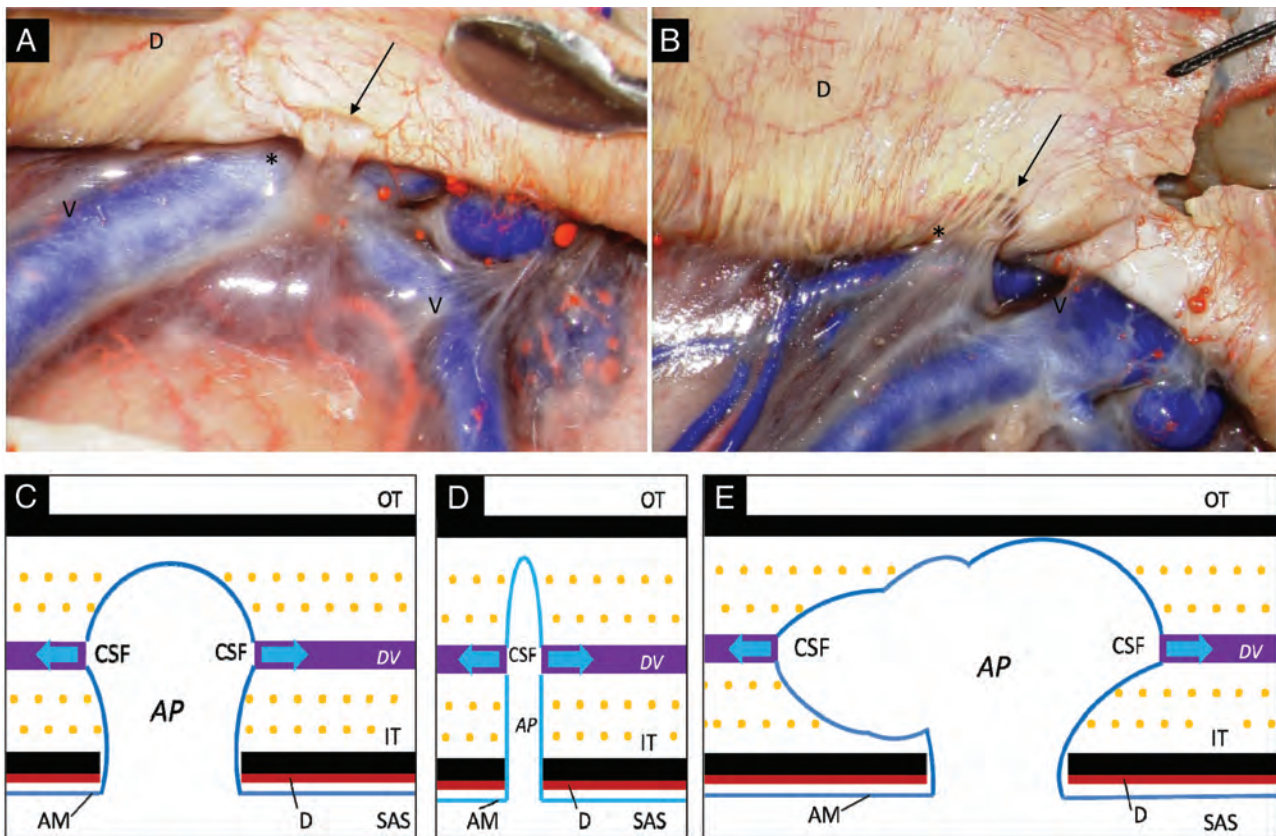 A
D
*
V
V
B
D
*
V
C
OT
CSF CSF
DV
AP
IT
AM D SAS
D
OT
CSF
DV
AP
IT
AM D SAS
E
OT
CSF CSF
AP DV
IT
AM D
SAS